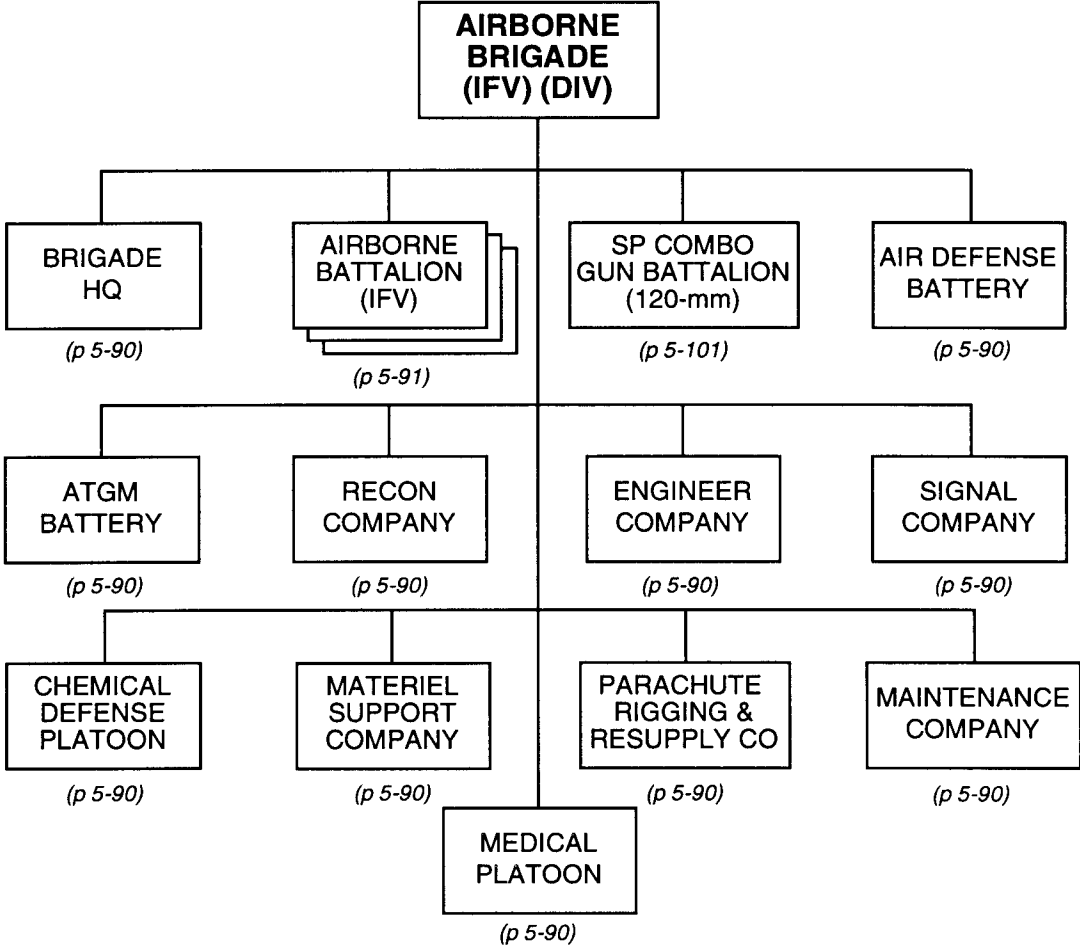 AIRBORNE
BRIGADE
(IFV) (DIV)
BRIGADE
HQ
(p 5-90)
AIRBORNE
BATTALION
(IFV)
(p 5-91)
SP COMBO
GUN BATTALION
(120-mm)
(p 5-101)
AIR DEFENSE
BATTERY
(p 5-90)
ATGM
BATTERY
(p 5-90)
RECON
COMPANY
(p 5-90)
ENGINEER
COMPANY
(p 5-90)
SIGNAL
COMPANY
(p 5-90)
CHEMICAL
DEFENSE
PLATOON
(p 5-90)
MATERIEL
SUPPORT
COMPANY
(p 5-90)
PARACHUTE
RIGGING &
RESUPPLY CO
(p 5-90)
MAINTENANCE
COMPANY
(p 5-90)
MEDICAL
PLATOON
(p 5-90)